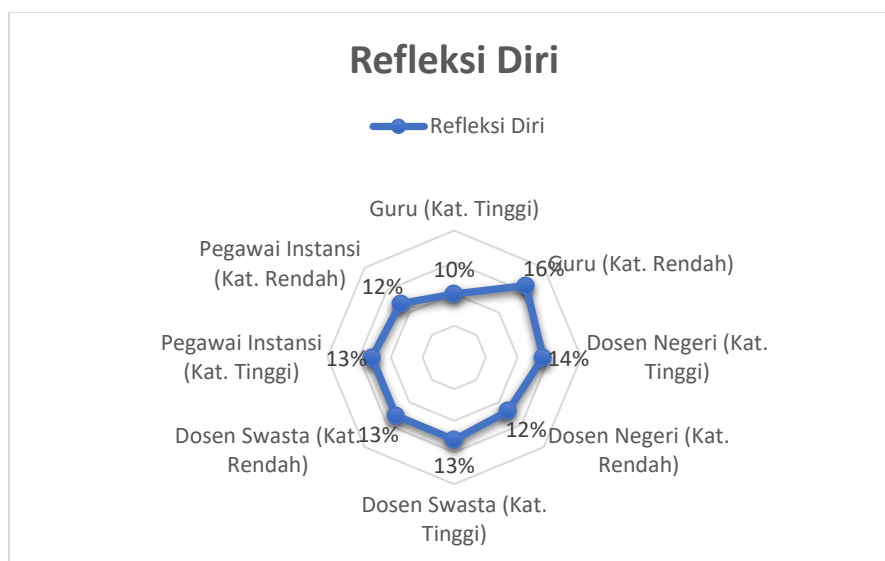 Refleksi Diri
Refleksi Diri
Guru (Kat. Tinggi)
10%
Guru (Kat. Rendah)
16%
Dosen Negeri (Kat.
Tinggi)
14%
Dosen Negeri (Kat.
Rendah)
12%
Dosen Swasta (Kat.
Tinggi)
13%
Dosen Swasta (Kat.
Rendah)
13%
Pegawai Instansi
(Kat. Tinggi)
13%
Pegawai Instansi
(Kat. Rendah)
12%